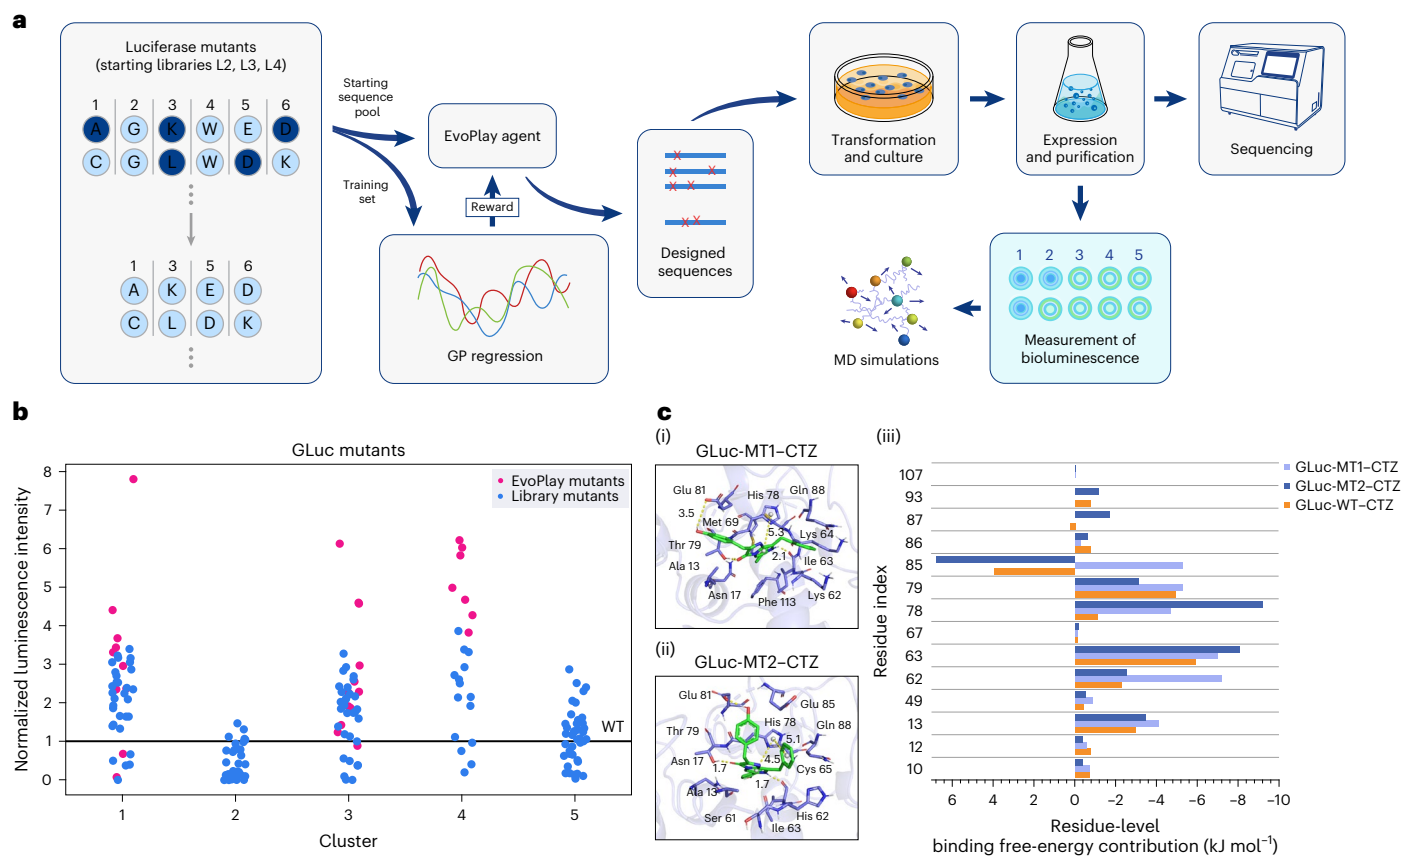 a
Luciferase mutants
(starting libraries L2, L3, L4)
1 2 3 4 5 6
A G K W E D
C G L W D K
1 3 5 6
A K E D
C L D K
Starting
sequence
pool
Training
set
EvoPlay agent
Reward
GP regression
Designed
sequences
Transformation
and culture
Expression
and purification
Sequencing
1 2 3 4 5
Measurement of
bioluminescence
MD simulations
b
GLuc mutants
EvoPlay mutants
Library mutants
Normalized luminescence intensity
8
7
6
5
4
3
2
1
0
WT
1 2 3 4 5
Cluster
c
(i)
GLuc-MT1–CTZ
Glu 81
His 78
Gln 88
3.5
Met 69
5.3
Lys 64
Thr 79
2.1
Ile 63
Ala 13
Asn 17
Phe 113
Lys 62
(ii)
GLuc-MT2–CTZ
Glu 81
Glu 85
Thr 79
His 78
Gln 88
5.1
Asn 17
1.7
4.5
Cys 65
1.7
Ala 13
Ser 61
His 62
Ile 63
(iii)
GLuc-MT1–CTZ
GLuc-MT2–CTZ
GLuc-WT–CTZ
Residue index
107
93
87
86
85
79
78
67
63
62
49
13
12
10
6 4 2 0 –2 –4 –6 –8 –10
Residue-level
binding free-energy contribution (kJ mol⁻¹)